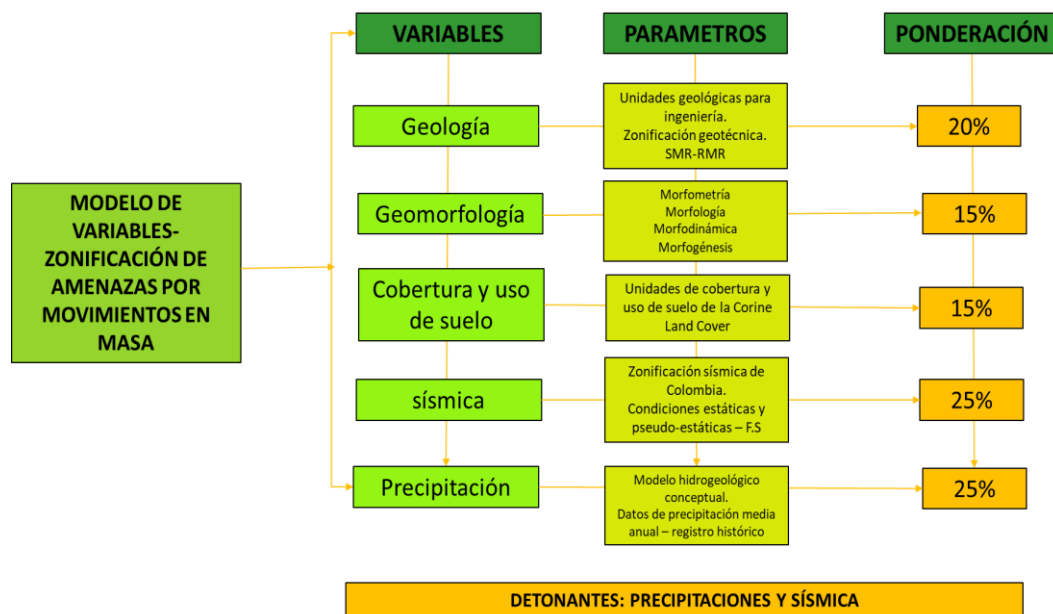 VARIABLES
PARAMETROS
PONDERACIÓN
MODELO DE
VARIABLES-
ZONIFICACIÓN DE
AMENAZAS POR
MOVIMIENTOS EN
MASA
Geología
Unidades geológicas para
ingeniería.
Zonificación geotécnica.
SMR-RMR
20%
Geomorfología
Morfometría
Morfología
Morfodinámica
Morfogénesis
15%
Cobertura y uso
de suelo
Unidades de cobertura y
uso de suelo de la Corine
Land Cover
15%
sísmica
Zonificación sísmica de
Colombia.
Condiciones estáticas y
pseudo-estáticas – F.S
25%
Precipitación
Modelo hidrogeológico
conceptual.
Datos de precipitación media
anual – registro histórico
25%
DETONANTES: PRECIPITACIONES Y SÍSMICA